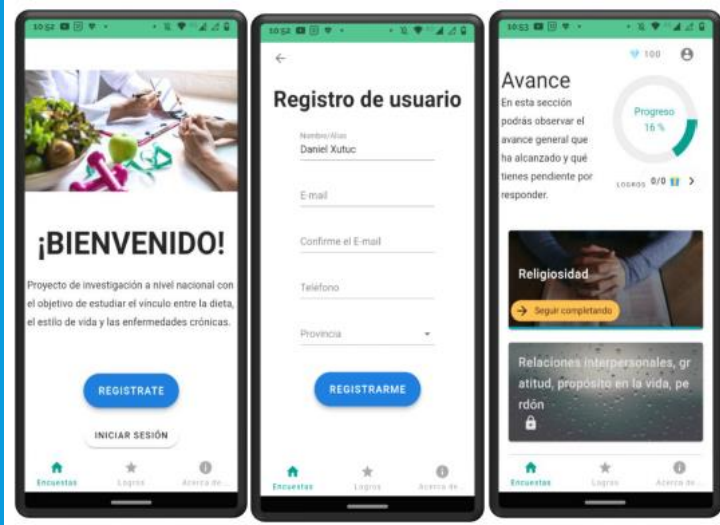 10:52
¡BIENVENIDO!
Proyecto de investigación a nivel nacional con
el objetivo de estudiar el vínculo entre la dieta,
el estilo de vida y las enfermedades crónicas.
REGISTRATE
INICIAR SESIÓN
Encuestas Logros Acerca de...
10:52
Registro de usuario
Nombre/Alias
Daniel Xutuc
E-mail
Confirme el E-mail
Teléfono
Provincia
REGISTRARME
Encuestas Logros Acerca de...
10:53
100
Avance
En esta sección
podrás observar el
avance general que
ha alcanzado y qué
tienes pendiente por
responder.
Progreso
16 %
LOGROS 0/0
Religiosidad
Seguir completando
Relaciones interpersonales, gr
atitud, propósito en la vida, pe
rdón
Encuestas Logros Acerca de...